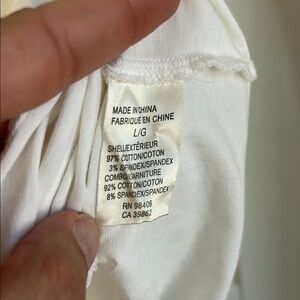 MADE IN CHINA
FABRIQUE EN CHINE
L/G
SHELL/EXTÉRIEUR
97% COTTON/COTON
3% SPANDEX/SPANDEX
COMBO/GARNITURE
92% COTTON/COTON
8% SPANDEX/SPANDEX
RN 98406
CA 39862